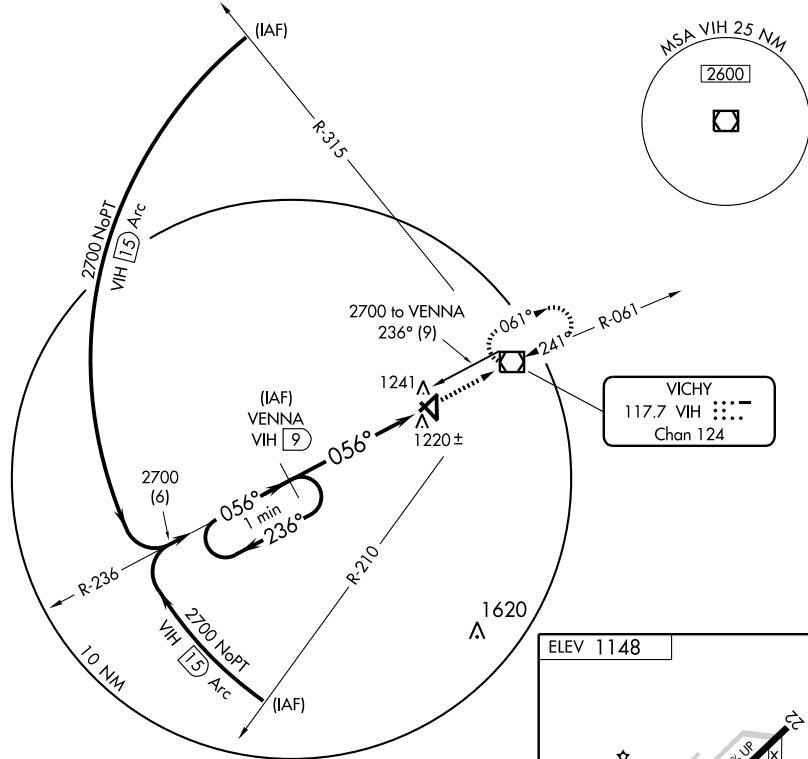 (IAF)
MSA VIH 25 NM
2600
R-315
2700 NoPT
VIH 15 Arc
2700 to VENNA
236° (9)
061°
241°
R-061
1241
VICHY
117.7 VIH
Chan 124
(IAF)
VENNA
VIH 9
056°
1220 ±
2700
(6)
056°
1 min
236°
R-236
R-210
2700 NoPT
VIH 15 Arc
1620
10 NM
(IAF)
ELEV 1148
22
% UP
X